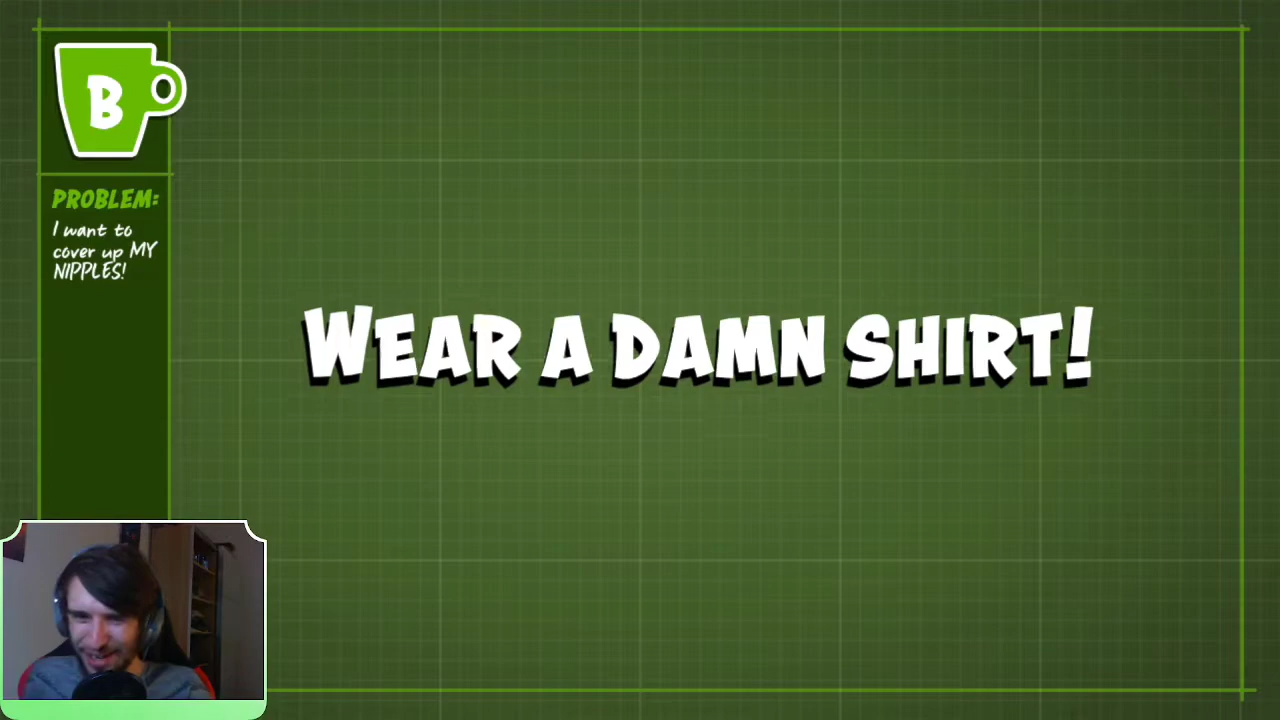 B
PROBLEM:
I want to
cover up MY
NIPPLES!
WEAR A DAMN SHIRT!